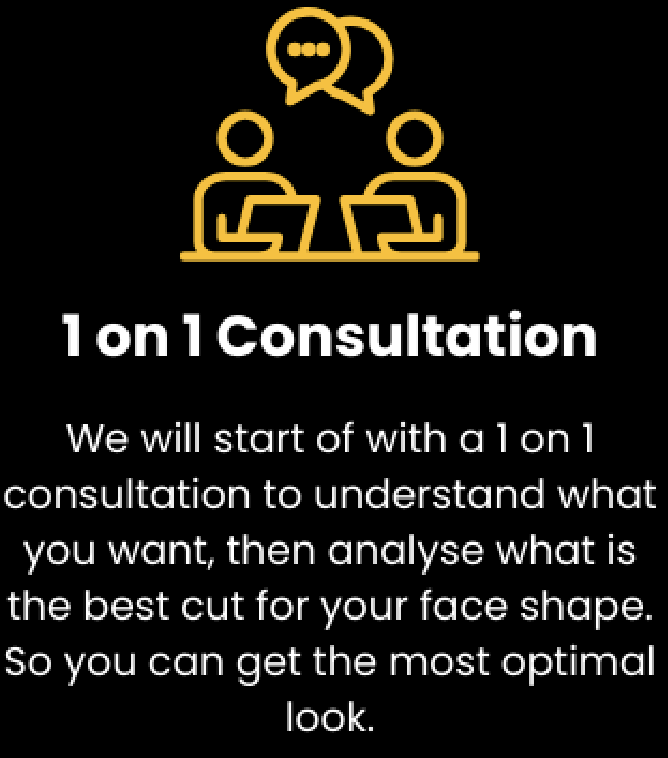 1 on 1 Consultation
We will start of with a 1 on 1
consultation to understand what
you want, then analyse what is
the best cut for your face shape.
So you can get the most optimal
look.